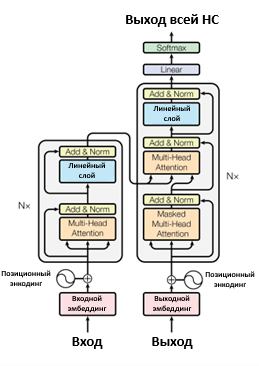 Выход всей НС
Softmax
Linear
Add & Norm
Линейный
слой
Add & Norm
Multi-Head
Attention
Add & Norm
Masked
Multi-Head
Attention
N×
Позиционный
энкодинг
Выходной
эмбеддинг
Выход
Add & Norm
Линейный
слой
Add & Norm
Multi-Head
Attention
N×
Позиционный
энкодинг
Входной
эмбеддинг
Вход